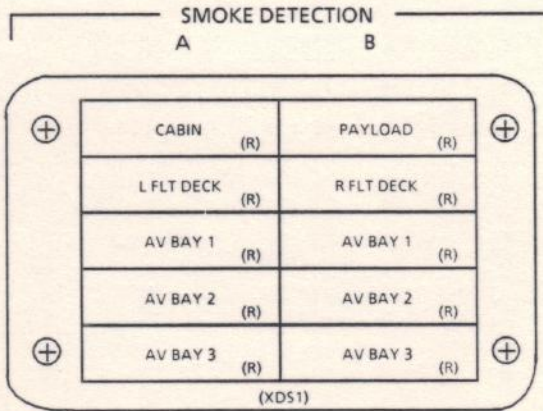 SMOKE DETECTION
A B
CABIN (R) PAYLOAD (R)
L FLT DECK (R) R FLT DECK (R)
AV BAY 1 (R) AV BAY 1 (R)
AV BAY 2 (R) AV BAY 2 (R)
AV BAY 3 (R) AV BAY 3 (R)
(XDS1)